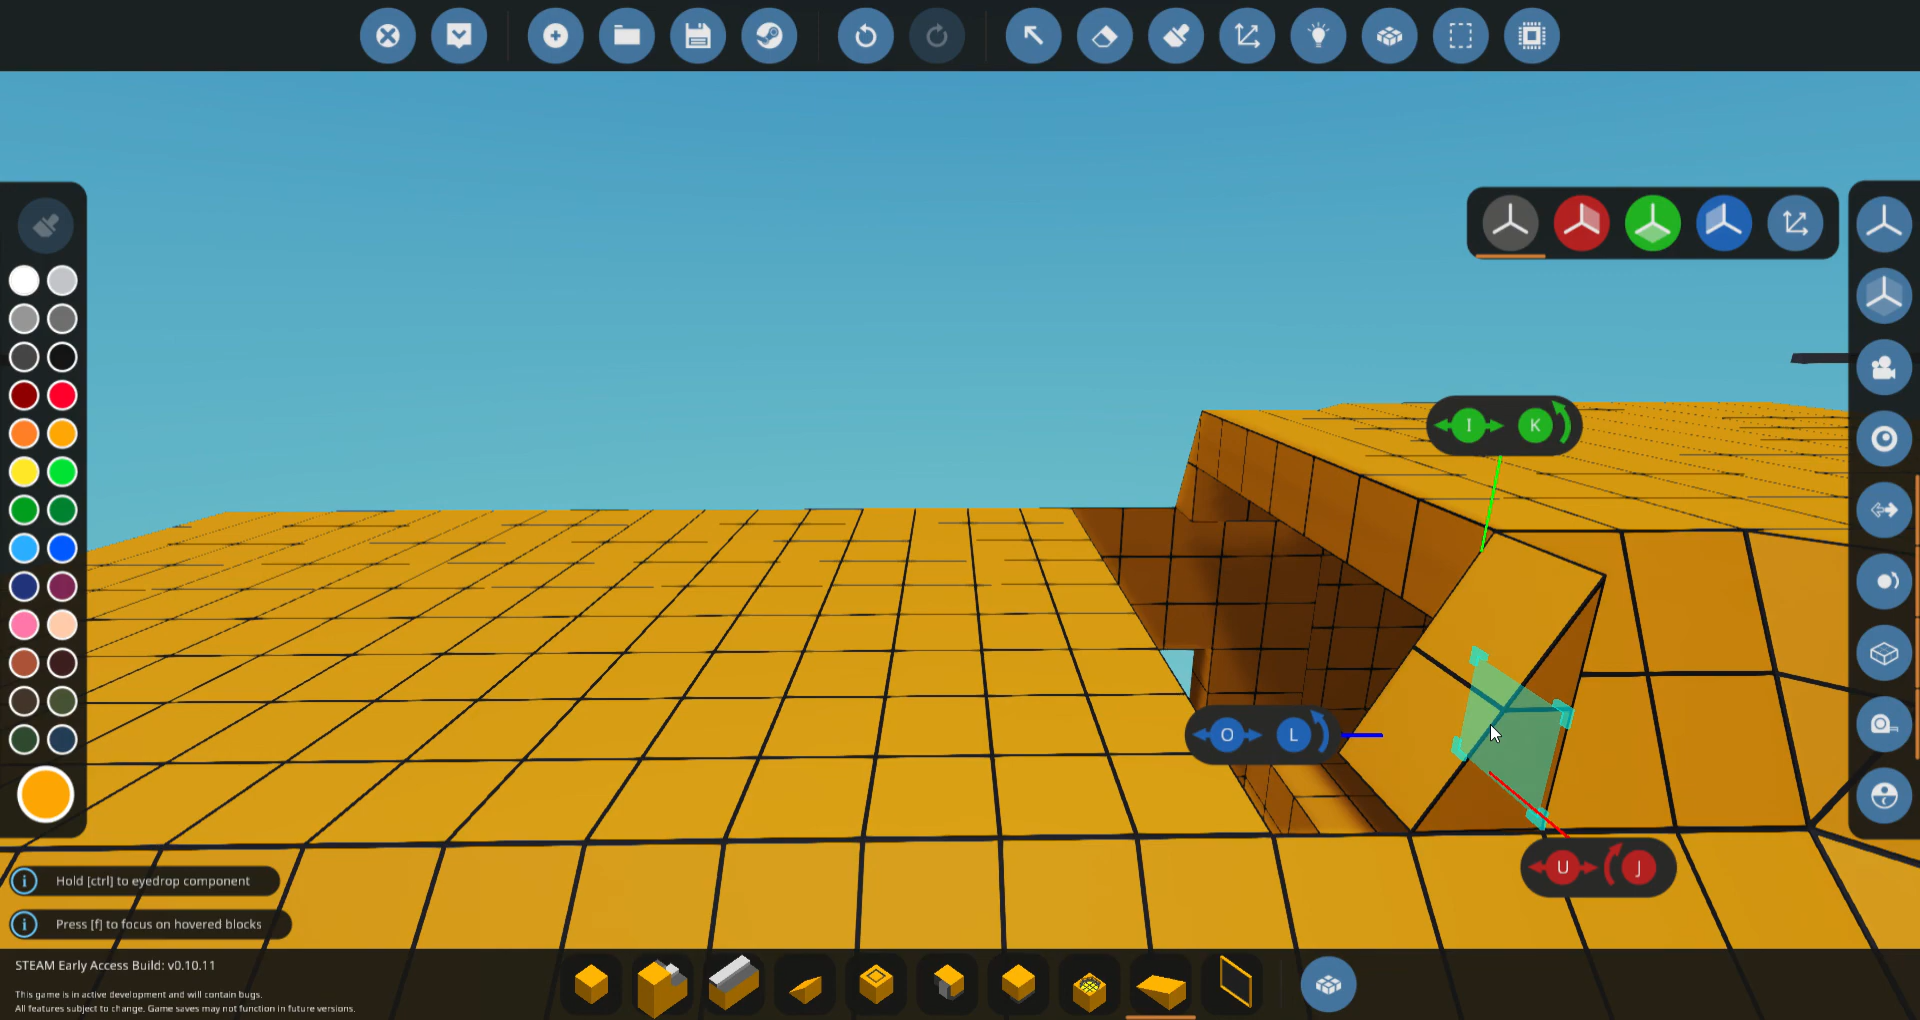 I K
O L
U J
Hold [ctrl] to eyedrop component
Press [f] to focus on hovered blocks
STEAM Early Access Build: v0.10.11
This game is in active development and will contain bugs.
All features subject to change. Game saves may not function in future versions.